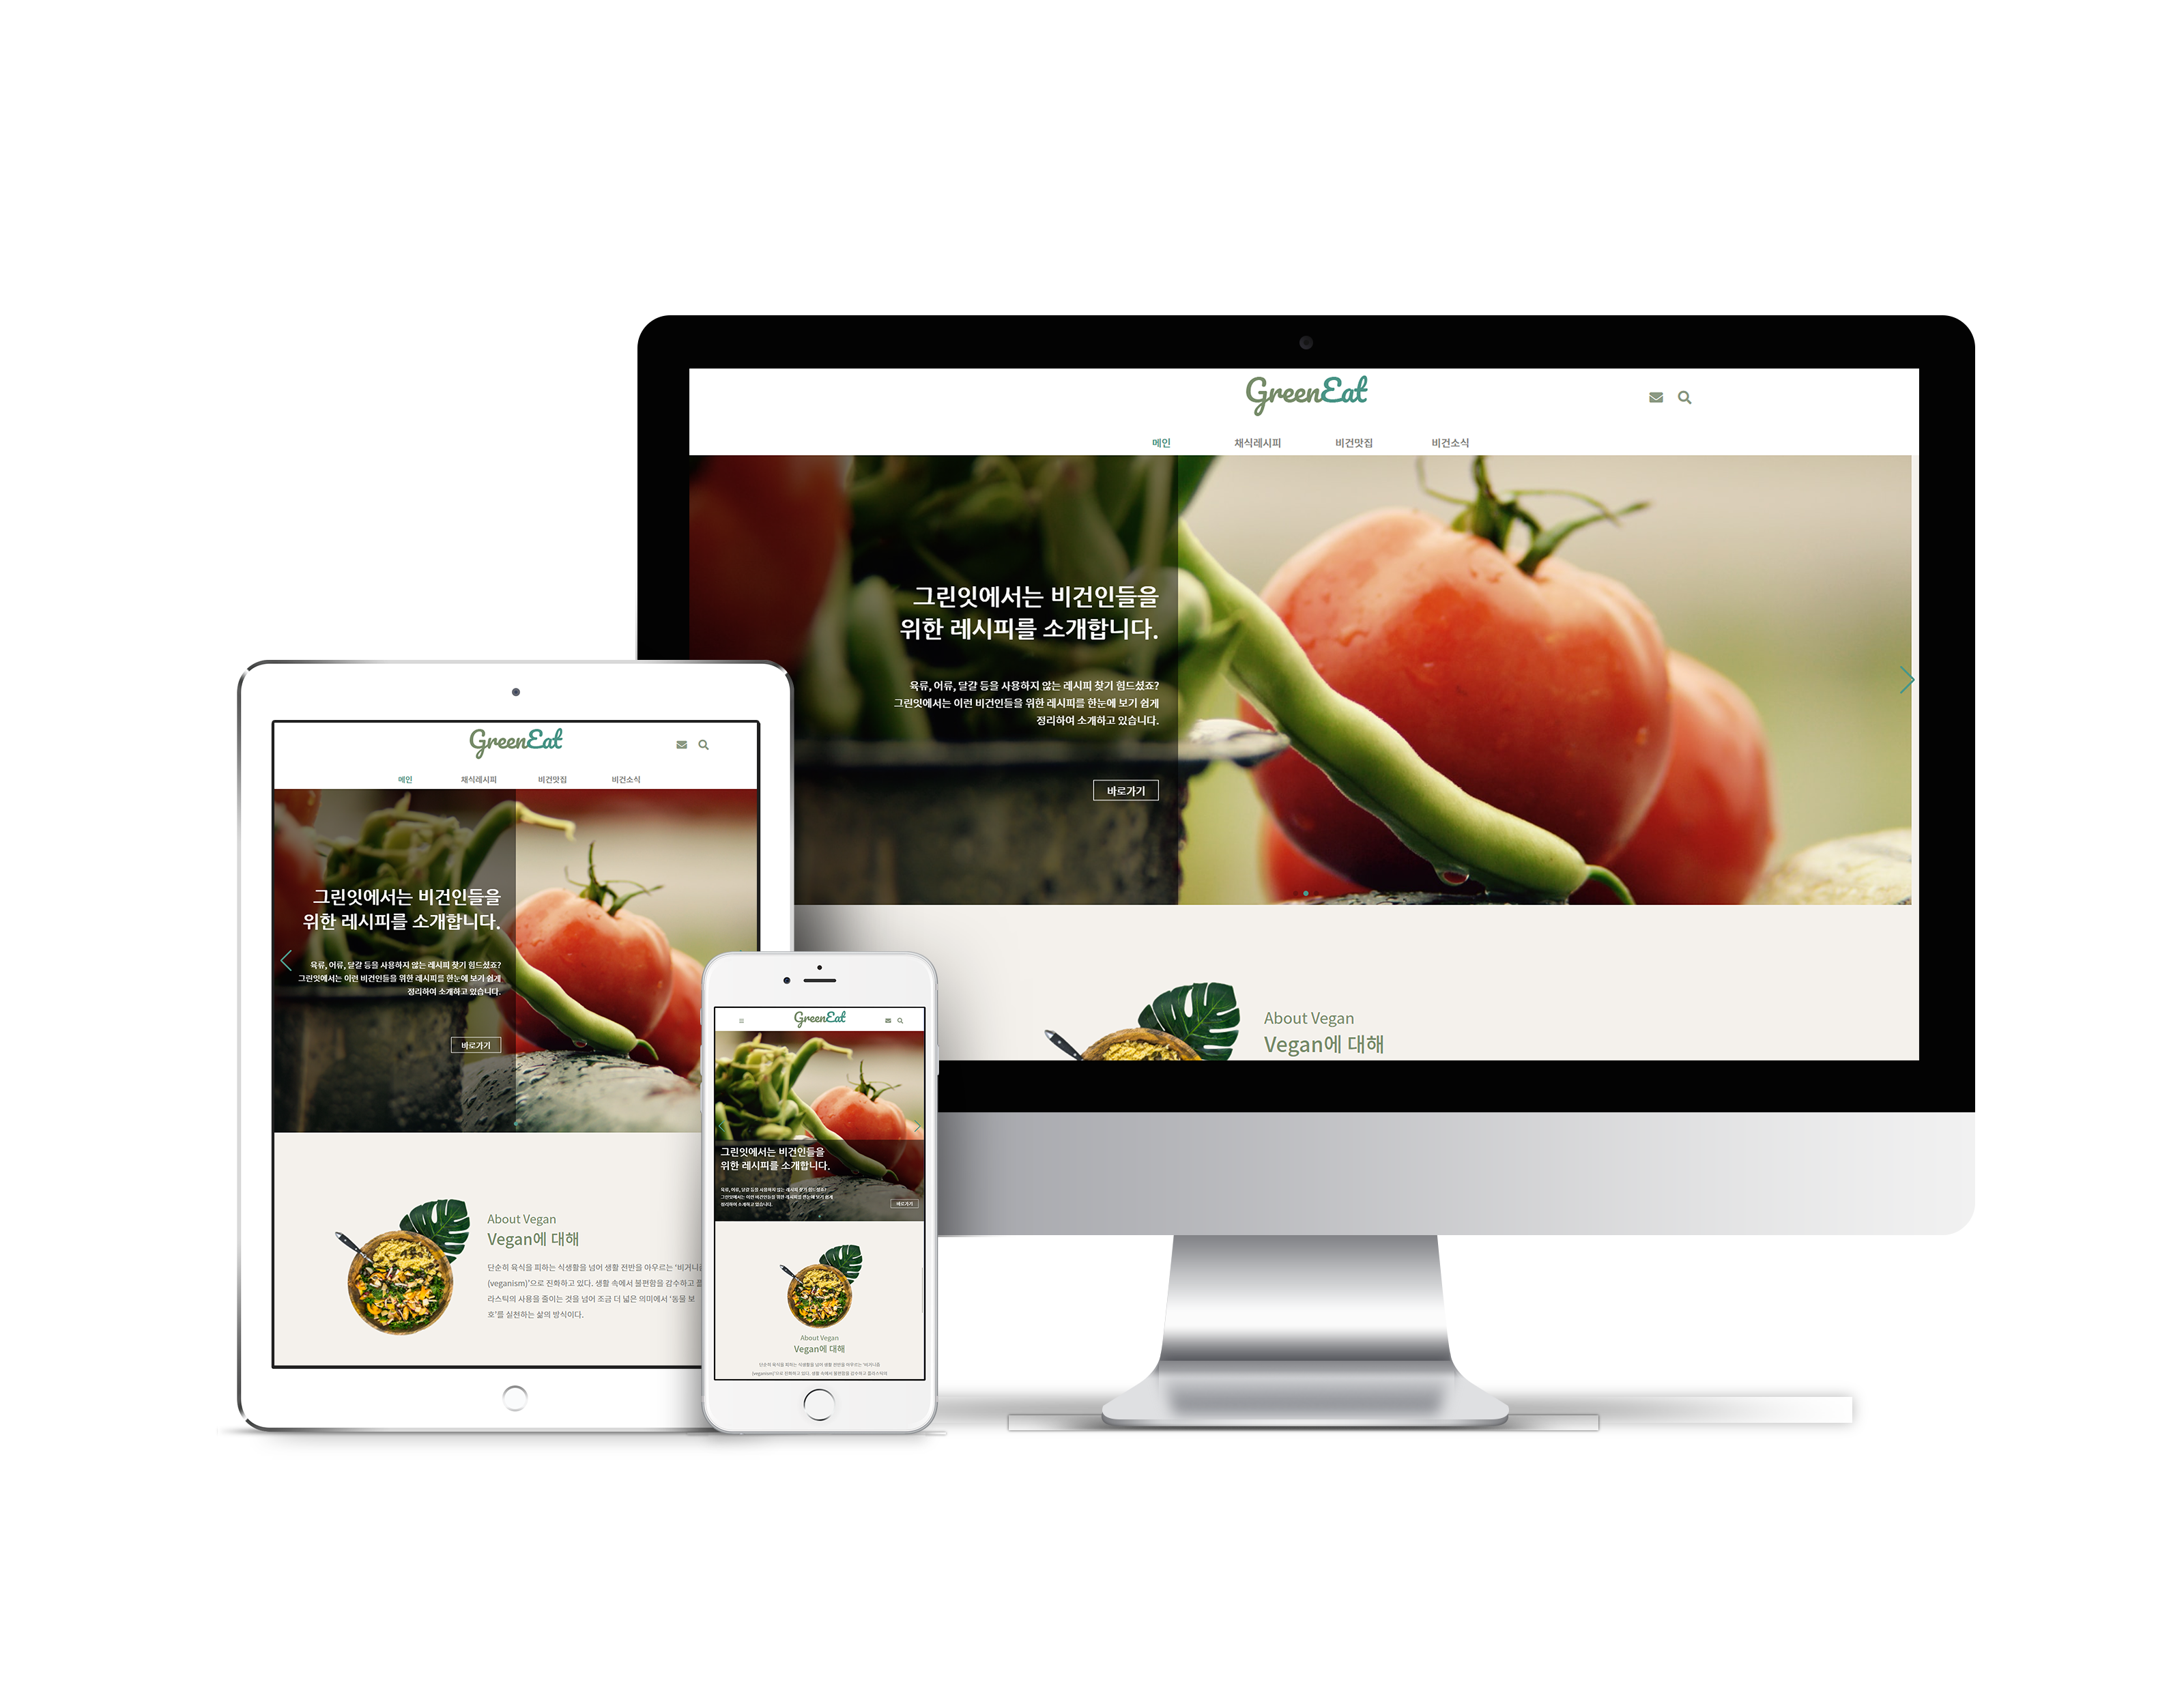 GreenEat
메인 채식레시피 비건맛집 비건소식
그린잇에서는 비건인들을
위한 레시피를 소개합니다.
육류, 어류, 달걀 등을 사용하지 않는 레시피 찾기 힘드셨죠?
그린잇에서는 이런 비건인들을 위한 레시피를 한눈에 보기 쉽게
정리하여 소개하고 있습니다.
바로가기
About Vegan
Vegan에 대해
GreenEat
메인 채식레시피 비건맛집 비건소식
그린잇에서는 비건인들을
위한 레시피를 소개합니다.
육류, 어류, 달걀 등을 사용하지 않는 레시피 찾기 힘드셨죠?
그린잇에서는 이런 비건인들을 위한 레시피를 한눈에 보기 쉽게
정리하여 소개하고 있습니다.
바로가기
About Vegan
Vegan에 대해
단순히 육식을 피하는 식생활을 넘어 생활 전반을 아우르는 '비거니
(veganism)'으로 진화하고 있다. 생활 속에서 불편함을 감수하고 플
라스틱의 사용을 줄이는 것을 넘어 조금 더 넓은 의미에서 '동물 보
호'를 실천하는 삶의 방식이다.
GreenEat
그린잇에서는 비건인들을
위한 레시피를 소개합니다.
육류, 어류, 달걀 등을 사용하지 않는 레시피 찾기 힘드셨죠?
그린잇에서는 이런 비건인들을 위한 레시피를 한눈에 보기 쉽게
정리하여 소개하고 있습니다.
바로가기
About Vegan
Vegan에 대해
단순히 육식을 피하는 식생활을 넘어 생활 전반을 아우르는 '비거니즘
(veganism)'으로 진화하고 있다. 생활 속에서 불편함을 감수하고 플라스틱의